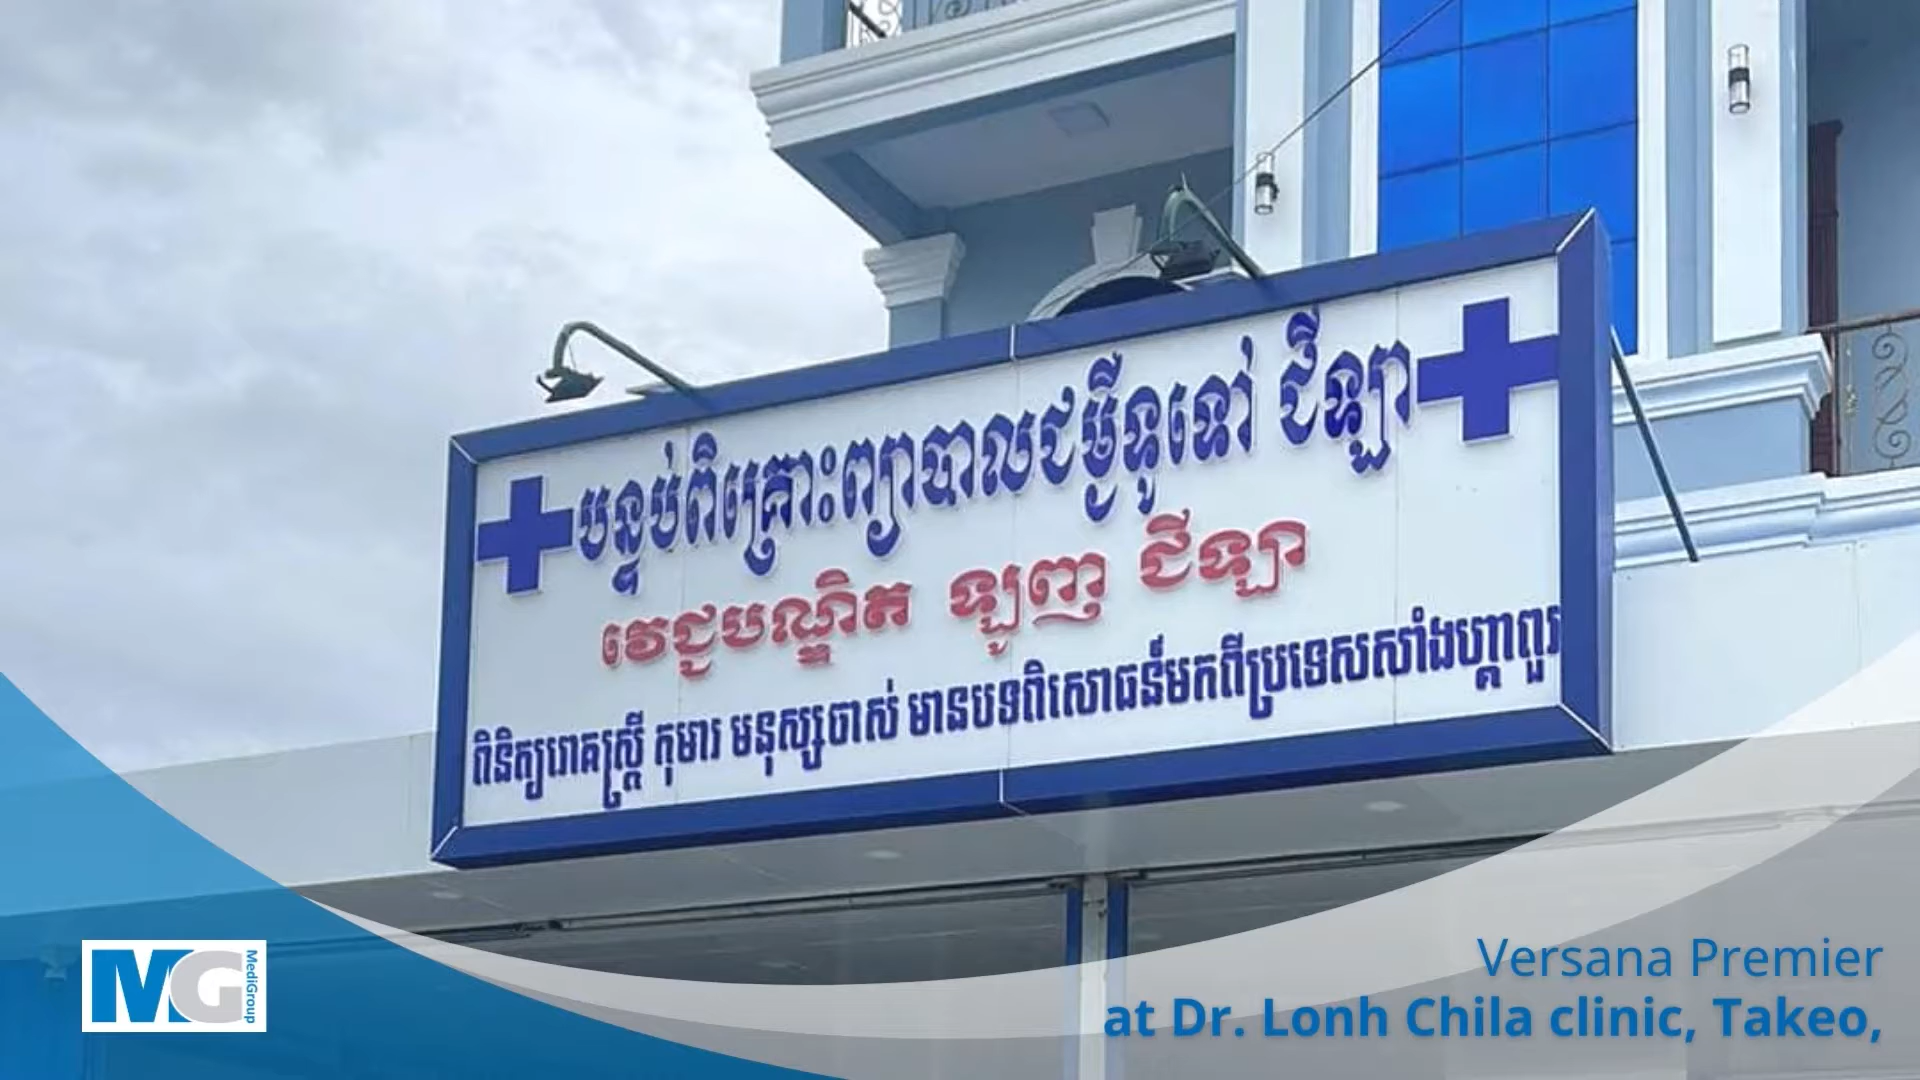 បន្ទប់ពិគ្រោះព្យាបាលជម្ងឺទូទៅ ជីឡា
វេជ្ជបណ្ឌិត ឡូញ ជីឡា
ពិនិត្យរោគស្ត្រី កុមារ មនុស្សចាស់ មានបទពិសោធន៍មកពីប្រទេសសាំងហ្គាពួរ
MG MediGroup
Versana Premier
at Dr. Lonh Chila clinic, Takeo,